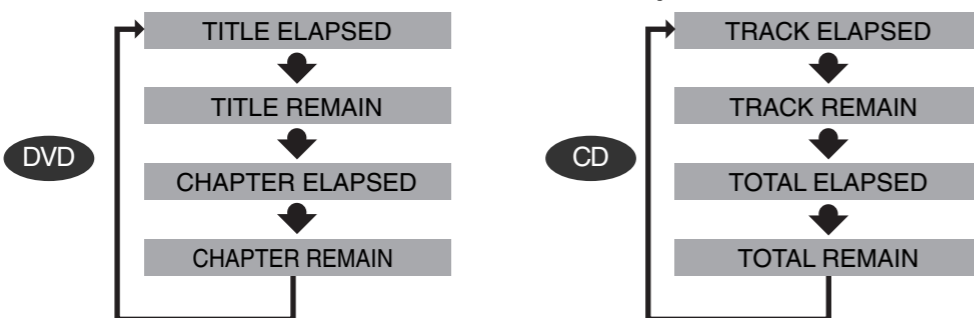 TITLE ELAPSED
TITLE REMAIN
DVD
CHAPTER ELAPSED
CHAPTER REMAIN
TRACK ELAPSED
TRACK REMAIN
CD
TOTAL ELAPSED
TOTAL REMAIN